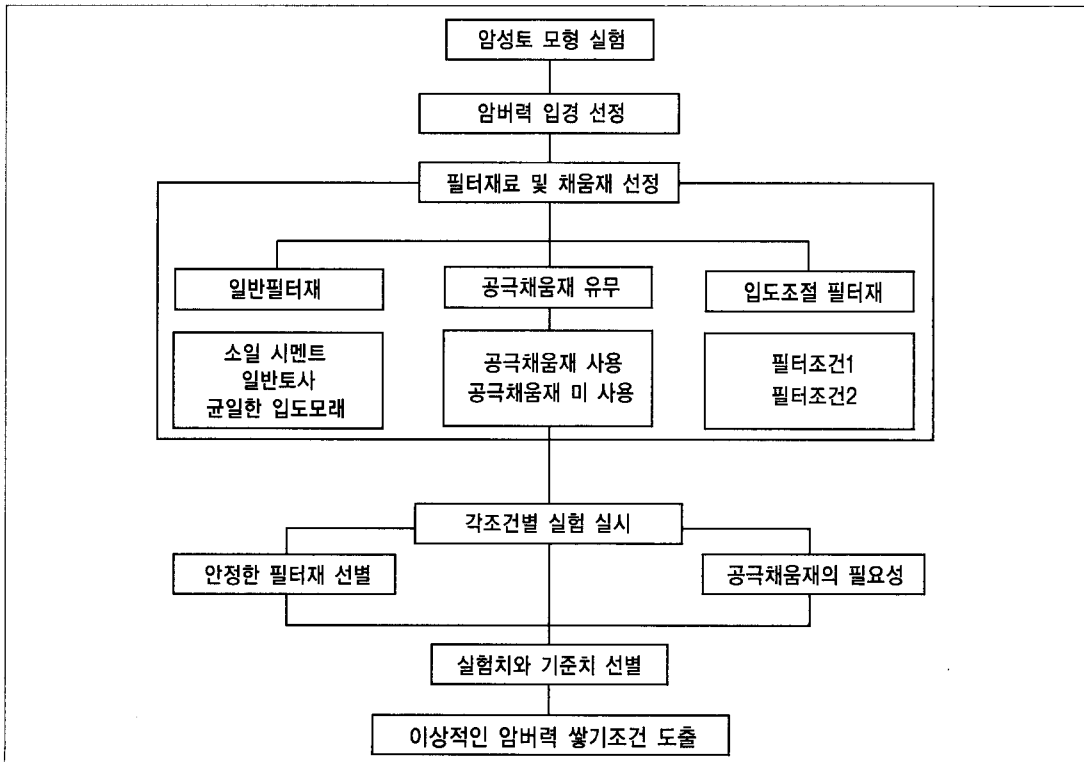 암성토 모형 실험
암버력 입경 선정
필터재료 및 채움재 선정
일반필터재
공극채움재 유무
입도조절 필터재
소일 시멘트
일반토사
균일한 입도모래
공극채움재 사용
공극채움재 미 사용
필터조건1
필터조건2
각조건별 실험 실시
안정한 필터재 선별
공극채움재의 필요성
실험치와 기준치 선별
이상적인 암버력 쌓기조건 도출